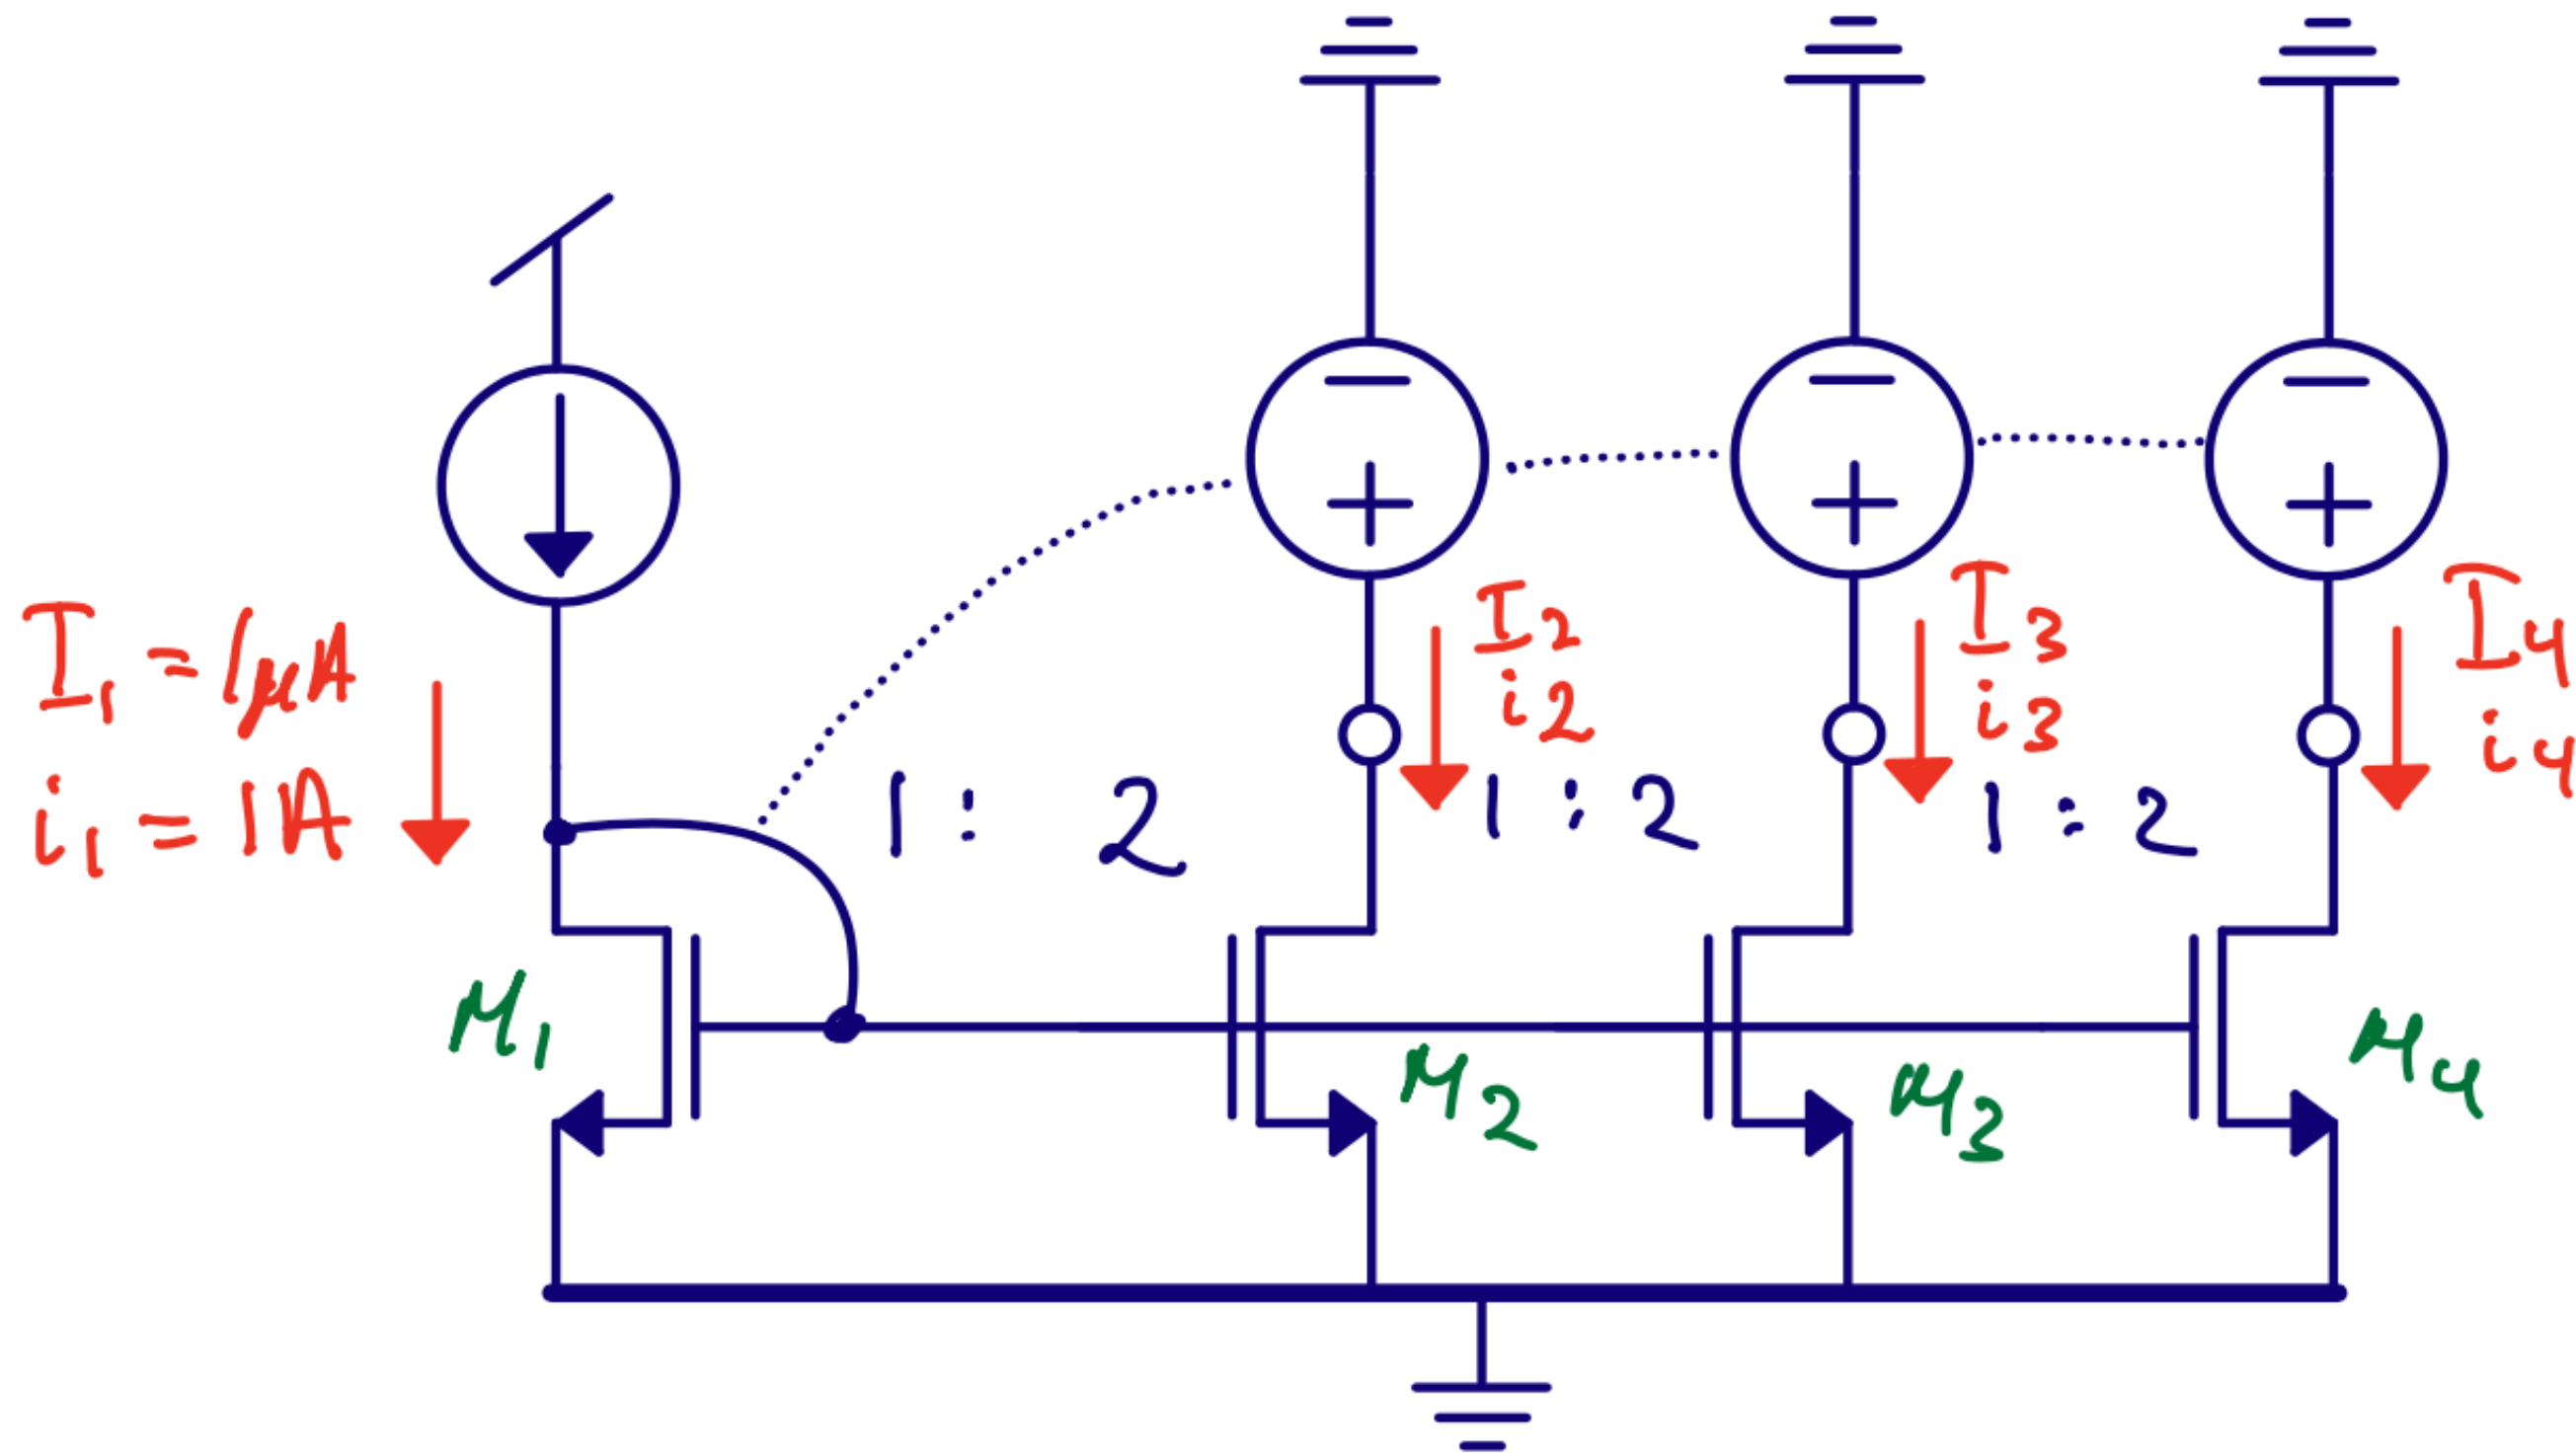 I₁ = 1μA
i₁ = 1A
I₂
i₂
I₃
i₃
I₄
i₄
1 : 2
1 : 2
1 : 2
M₁
M₂
M₃
M₄